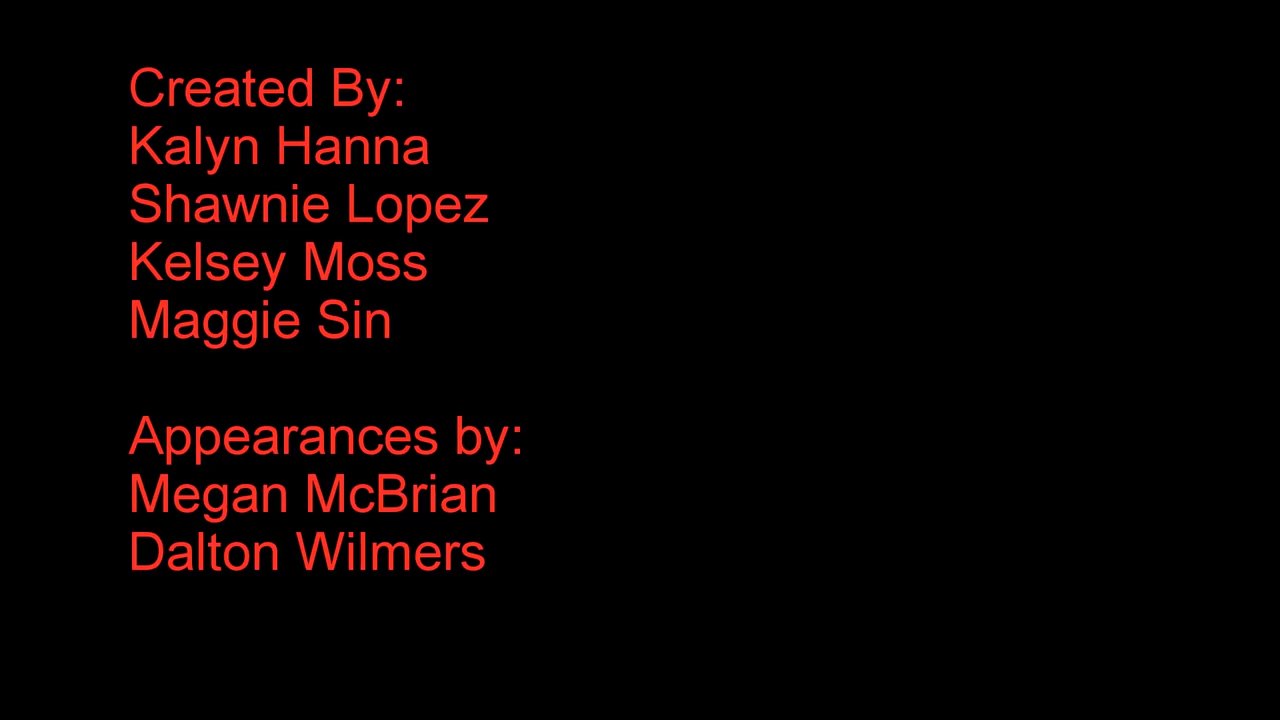 Created By:
Kalyn Hanna
Shawnie Lopez
Kelsey Moss
Maggie Sin
Appearances by:
Megan McBrian
Dalton Wilmers